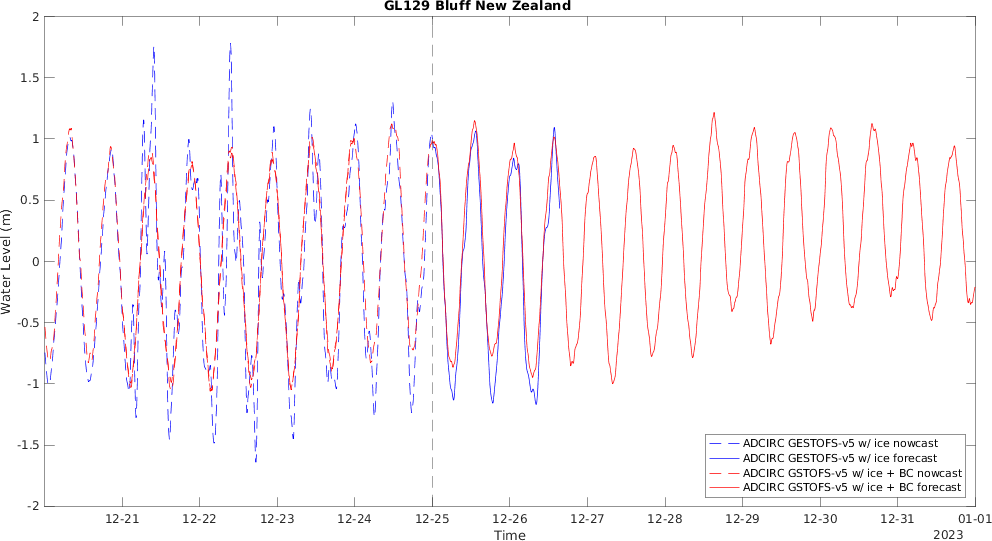 GL129 Bluff New Zealand
2
1.5
1
0.5
0
-0.5
-1
-1.5
-2
Water Level (m)
ADCIRC GESTOFS-v5 w/ ice nowcast
ADCIRC GESTOFS-v5 w/ ice forecast
ADCIRC GSTOFS-v5 w/ ice + BC nowcast
ADCIRC GSTOFS-v5 w/ ice + BC forecast
12-21 12-22 12-23 12-24 12-25 12-26 12-27 12-28 12-29 12-30 12-31 01-01
Time 2023